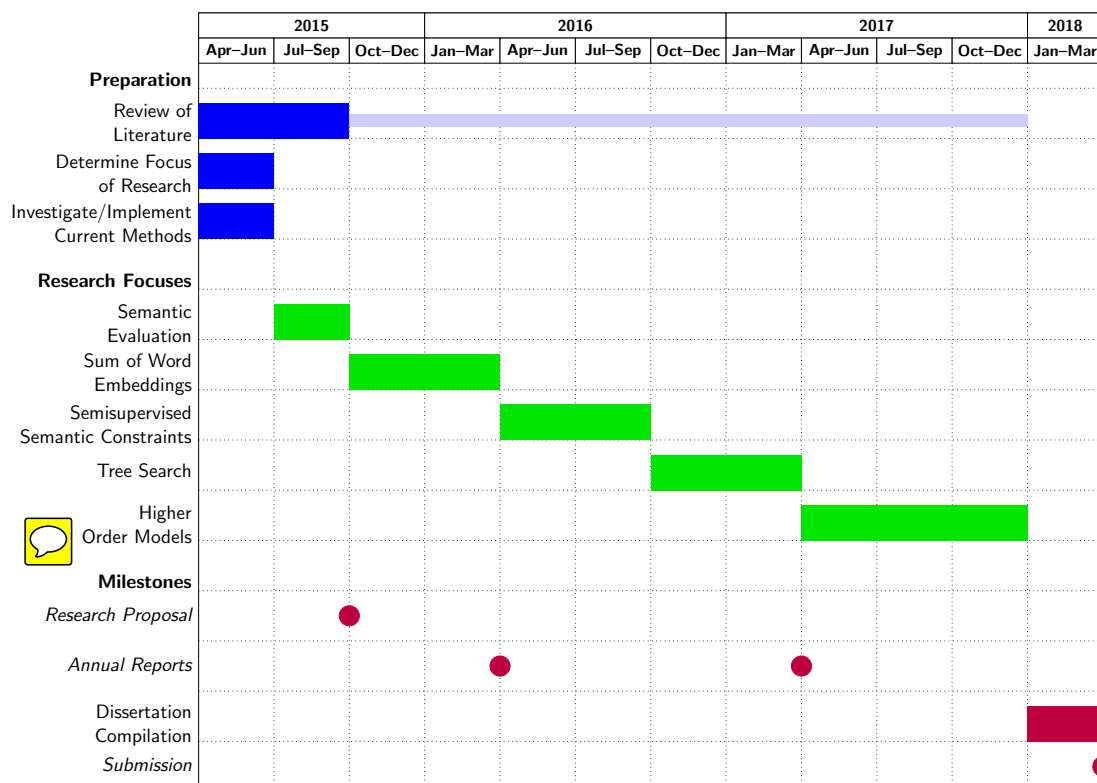 2015 2016 2017 2018
Apr–Jun Jul–Sep Oct–Dec Jan–Mar Apr–Jun Jul–Sep Oct–Dec Jan–Mar Apr–Jun Jul–Sep Oct–Dec Jan–Mar
Preparation
Review of
Literature
Determine Focus
of Research
Investigate/Implement
Current Methods
Research Focuses
Semantic
Evaluation
Sum of Word
Embeddings
Semisupervised
Semantic Constraints
Tree Search
Higher
Order Models
Milestones
Research Proposal
Annual Reports
Dissertation
Compilation
Submission